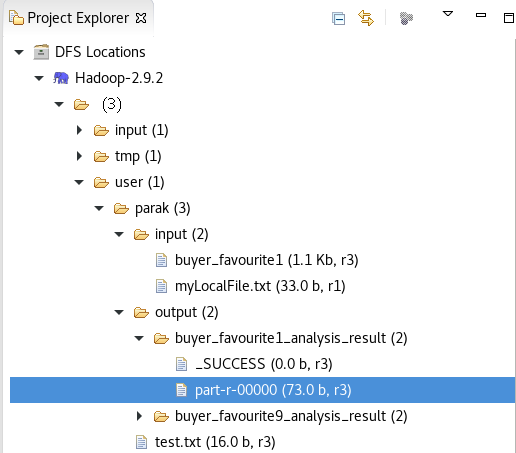 Project Explorer
DFS Locations
Hadoop-2.9.2
(3)
input (1)
tmp (1)
user (1)
parak (3)
input (2)
buyer_favourite1 (1.1 Kb, r3)
myLocalFile.txt (33.0 b, r1)
output (2)
buyer_favourite1_analysis_result (2)
_SUCCESS (0.0 b, r3)
part-r-00000 (73.0 b, r3)
buyer_favourite9_analysis_result (2)
test.txt (16.0 b, r3)